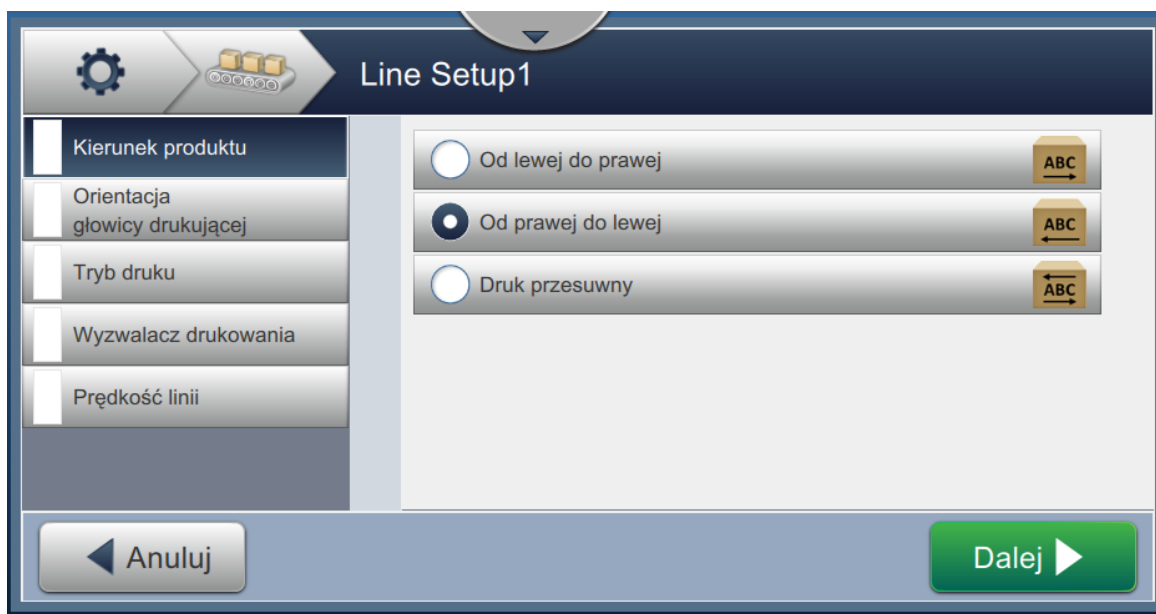 Line Setup1
Kierunek produktu
Orientacja
głowicy drukującej
Tryb druku
Wyzwalacz drukowania
Prędkość linii
Od lewej do prawej
ABC
Od prawej do lewej
ABC
Druk przesuwny
ABC
Anuluj
Dalej